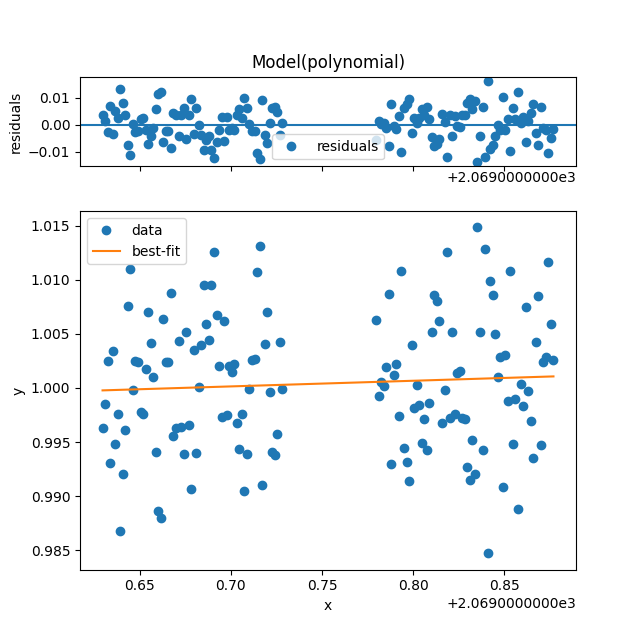 Model(polynomial)
0.01
0.00
−0.01
residuals
residuals
+2.0690000000e3
1.015
1.010
1.005
1.000
0.995
0.990
0.985
y
data
best-fit
0.65 0.70 0.75 0.80 0.85
x
+2.0690000000e3